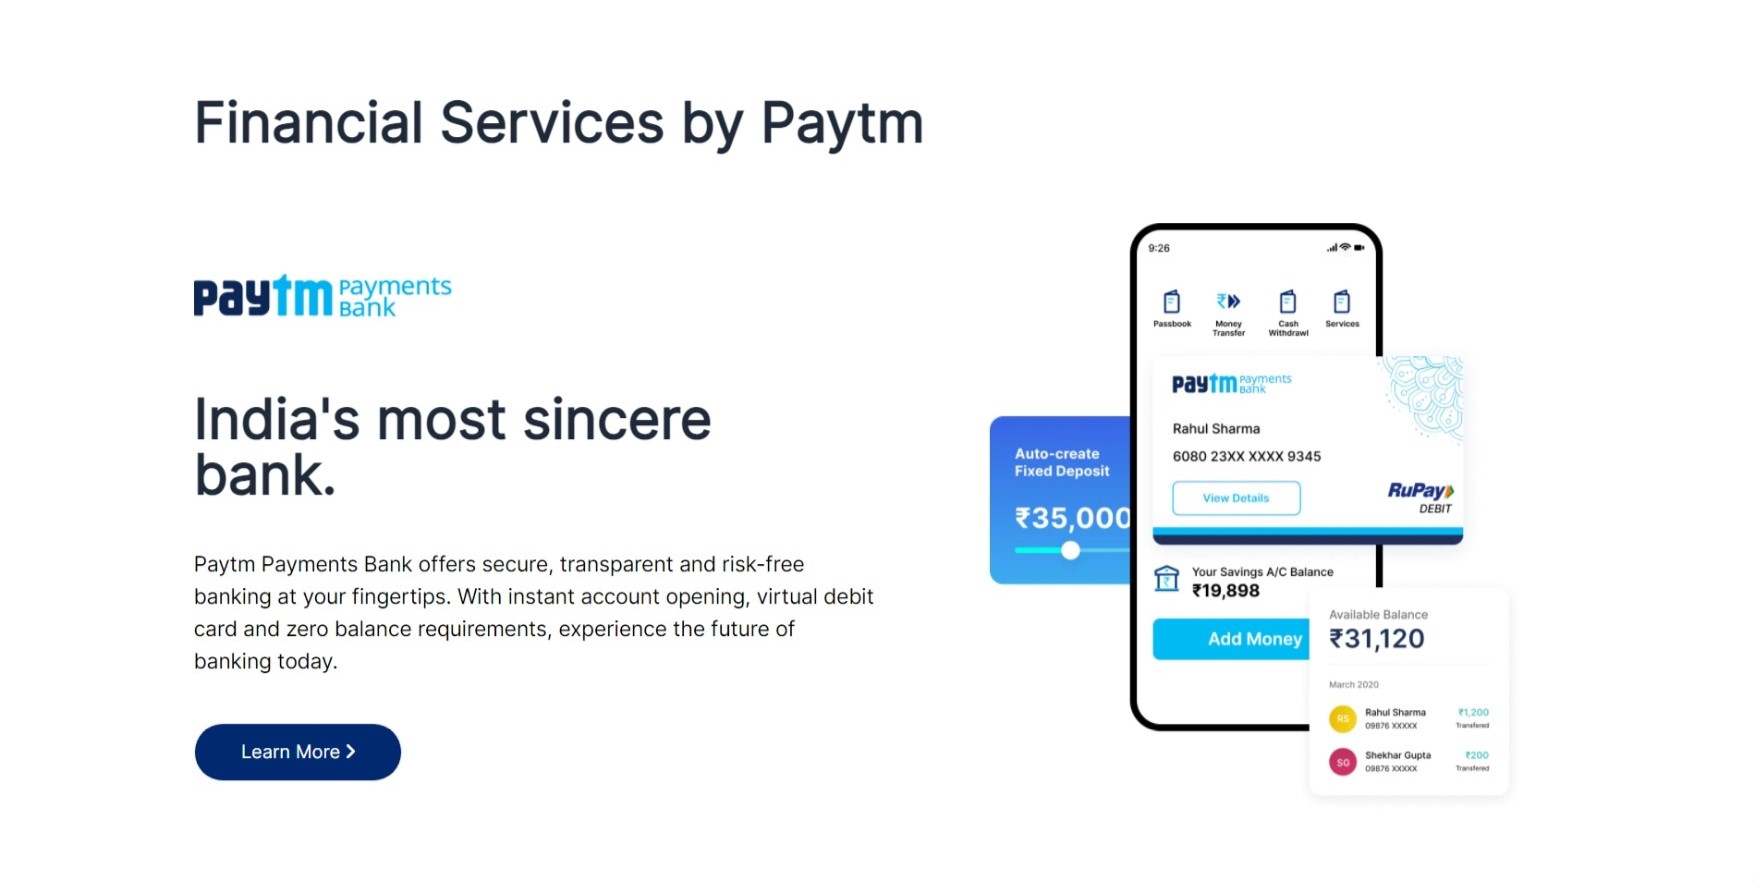 Financial Services by Paytm
paytm Payments
Bank
India's most sincere
bank.
Paytm Payments Bank offers secure, transparent and risk-free
banking at your fingertips. With instant account opening, virtual debit
card and zero balance requirements, experience the future of
banking today.
Learn More
9:26
Passbook
Money
Transfer
Cash
Withdrawl
Services
paytm Payments
Bank
Rahul Sharma
6080 23XX XXXX 9345
View Details
RuPay
DEBIT
Auto-create
Fixed Deposit
₹35,000
Your Savings A/C Balance
₹19,898
Add Money
Available Balance
₹31,120
March 2020
RS
Rahul Sharma
₹1,200
09876 XXXXX
Transfered
SG
Shekhar Gupta
₹200
09876 XXXXX
Transfered